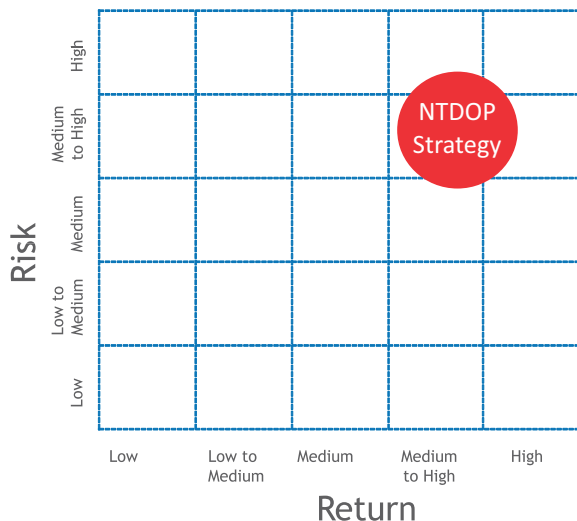 High
Medium
to High
Medium
Low to
Medium
Low
Risk
NTDOP
Strategy
Low
Low to
Medium
Medium
Medium
to High
High
Return